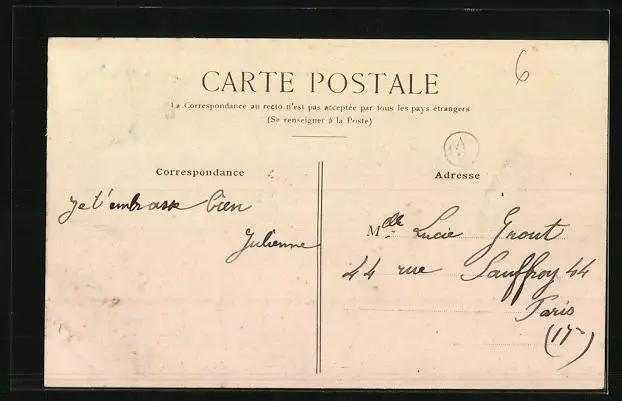 6
CARTE POSTALE
La Correspondance au recto n'est pas acceptée par tous les pays étrangers
(Se renseigner à la Poste)
A
Correspondance
Adresse
Je t'embrasse bien
Julienne
Mlle Lucie Grout
44 rue Sauffroy 44
Paris
(17e)